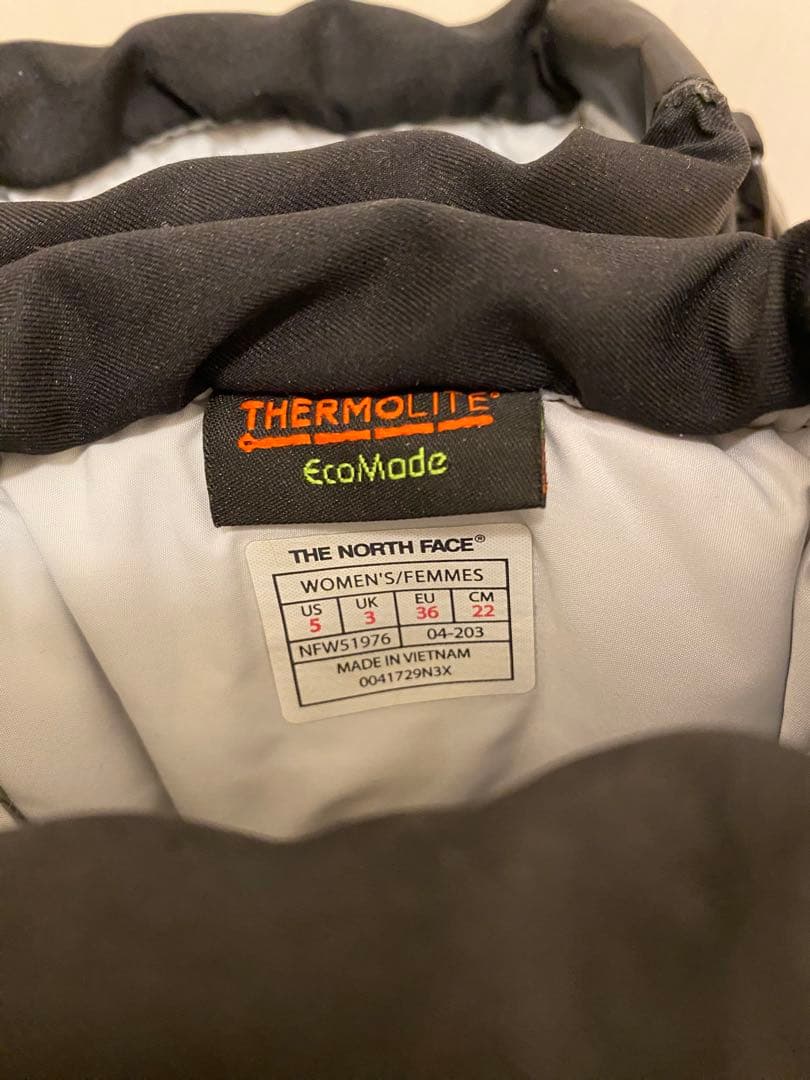 THERMOLITE®
EcoMade
THE NORTH FACE®
WOMEN'S/FEMMES
US UK EU CM
5 3 36 22
NFW51976 04-203
MADE IN VIETNAM
0041729N3X